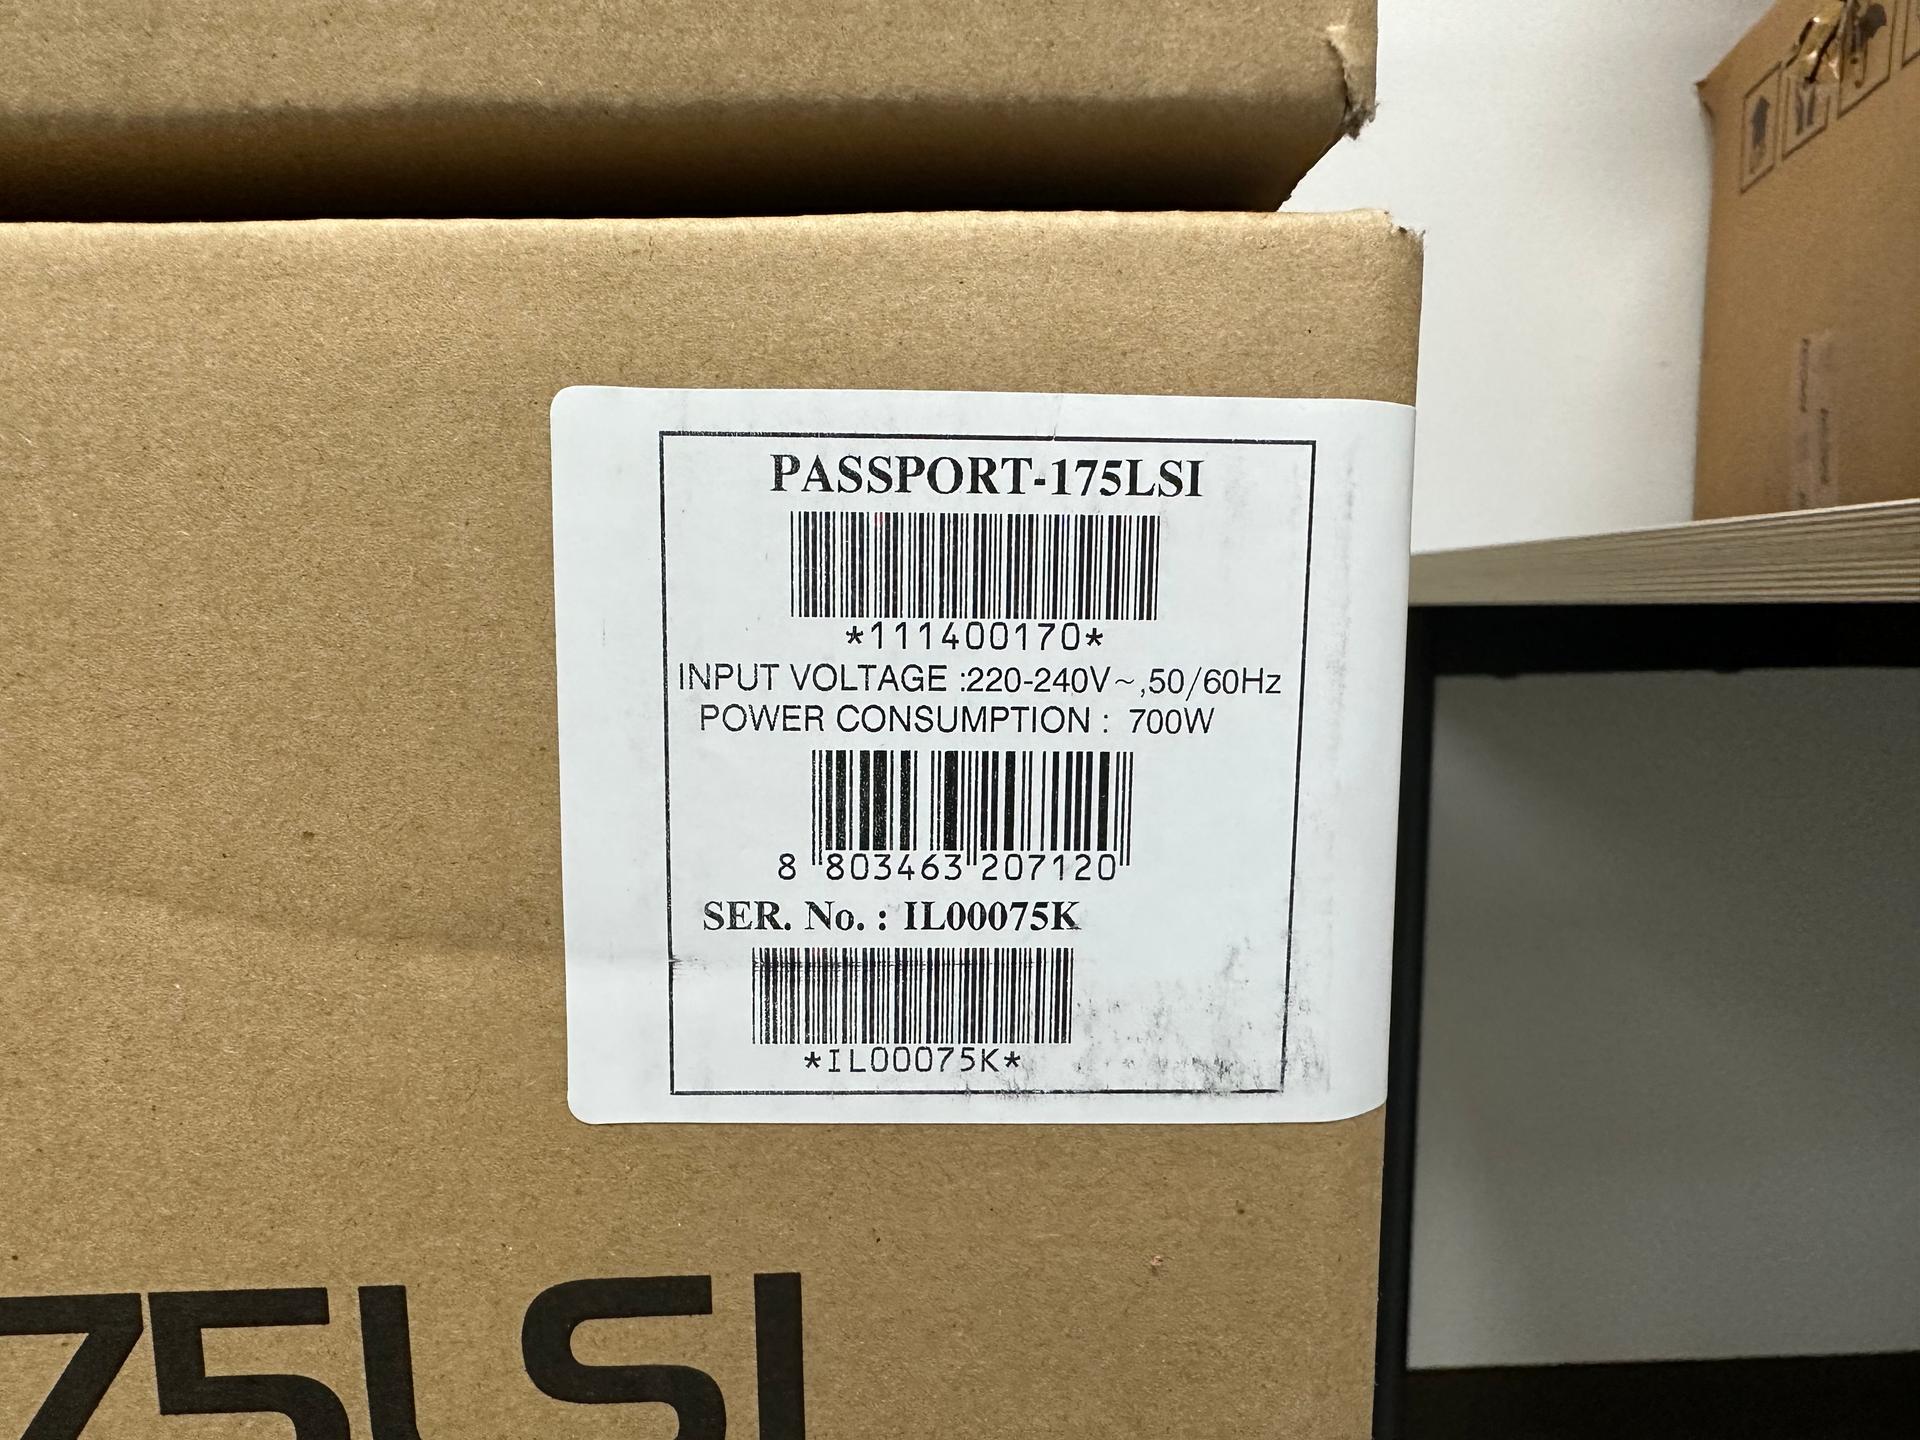 PASSPORT-175LSI
*111400170*
INPUT VOLTAGE :220-240V~,50/60Hz
POWER CONSUMPTION : 700W
8 803463 207120
SER. No. : IL00075K
*IL00075K*
75LSI